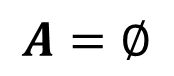 A = ∅